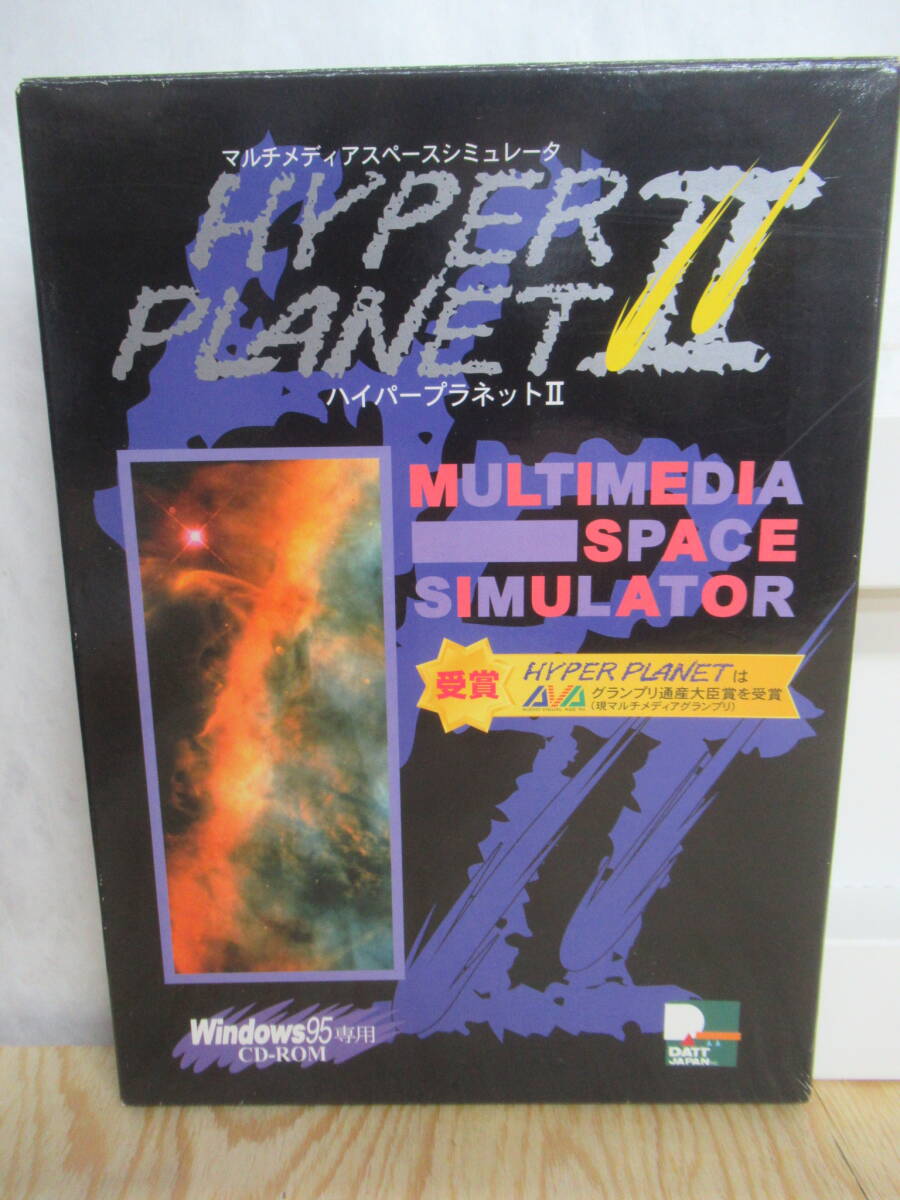 マルチメディアスペースシミュレータ
HYPER
PLANET II
ハイパープラネットII
MULTIMEDIA
SPACE
SIMULATOR
受賞
HYPER PLANETは
AVA グランプリ通産大臣賞を受賞
(現マルチメディアグランプリ)
Windows95専用
CD-ROM
DATT
JAPAN